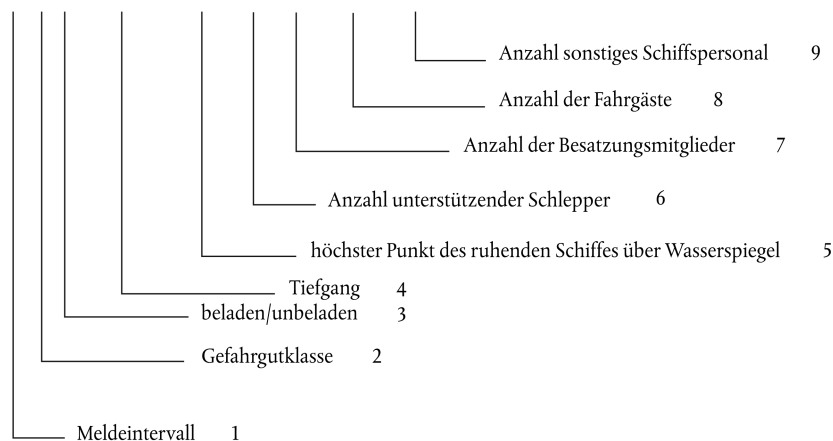 Anzahl sonstiges Schiffspersonal 9
Anzahl der Fahrgäste 8
Anzahl der Besatzungsmitglieder 7
Anzahl unterstützender Schlepper 6
höchster Punkt des ruhenden Schiffes über Wasserspiegel 5
Tiefgang 4
beladen/unbeladen 3
Gefahrgutklasse 2
Meldeintervall 1